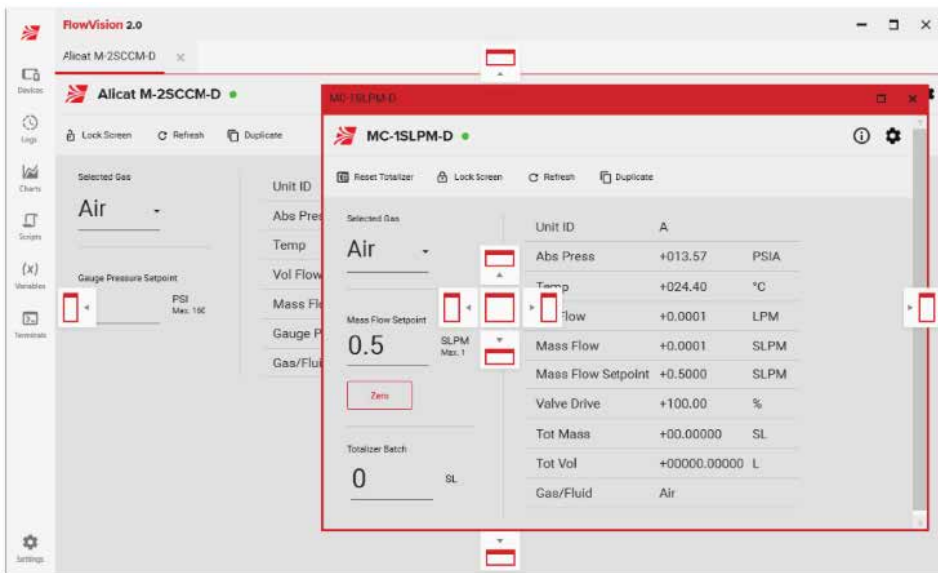 FlowVision 2.0
Alicat M-2SCCM-D
Devices
Logs
Charts
Scripts
(x)
Variables
Terminals
Settings
Alicat M-2SCCM-D
Lock Screen Refresh Duplicate
Selected Gas
Air
Gauge Pressure Setpoint
PSI
Max. 160
Unit ID
Abs Pres
Temp
Vol Flow
Mass Fl
Gauge P
Gas/Flui
MC-1SLPM-D
MC-1SLPM-D
Reset Totalizer Lock Screen Refresh Duplicate
Selected Gas
Air
Mass Flow Setpoint
0.5 SLPM
Max. 1
Zero
Totalizer Batch
0 SL
Unit ID A
Abs Press +013.57 PSIA
Temp +024.40 °C
Flow +0.0001 LPM
Mass Flow +0.0001 SLPM
Mass Flow Setpoint +0.5000 SLPM
Valve Drive +100.00 %
Tot Mass +00.00000 SL
Tot Vol +00000.00000 L
Gas/Fluid Air